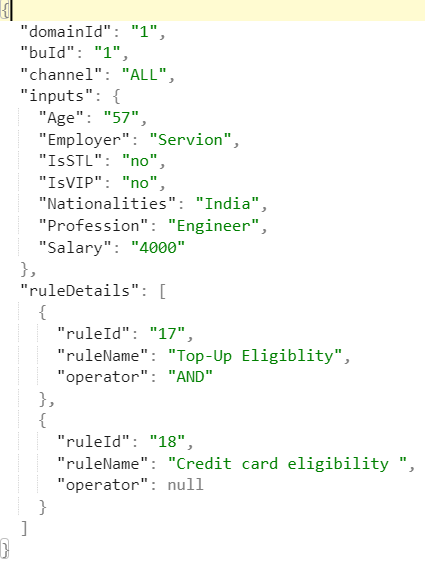 {
  "domainId": "1",
  "buId": "1",
  "channel": "ALL",
  "inputs": {
    "Age": "57",
    "Employer": "Servion",
    "IsSTL": "no",
    "IsVIP": "no",
    "Nationalities": "India",
    "Profession": "Engineer",
    "Salary": "4000"
  },
  "ruleDetails": [
    {
      "ruleId": "17",
      "ruleName": "Top-Up Eligiblity",
      "operator": "AND"
    },
    {
      "ruleId": "18",
      "ruleName": "Credit card eligibility ",
      "operator": null
    }
  ]
}